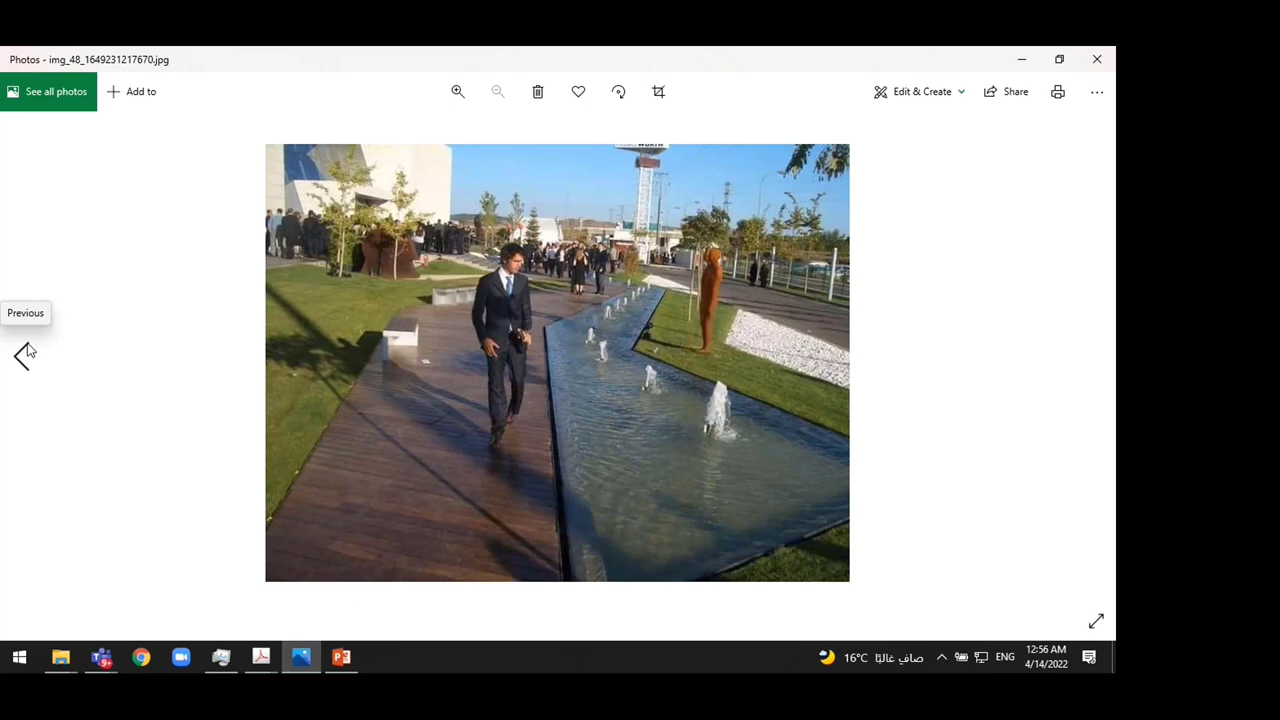 Photos - img_48_1649231217670.jpg
See all photos
Add to
Edit & Create
Share
Previous
16°C صافٍ غالبًا
ENG
12:56 AM
4/14/2022
9+